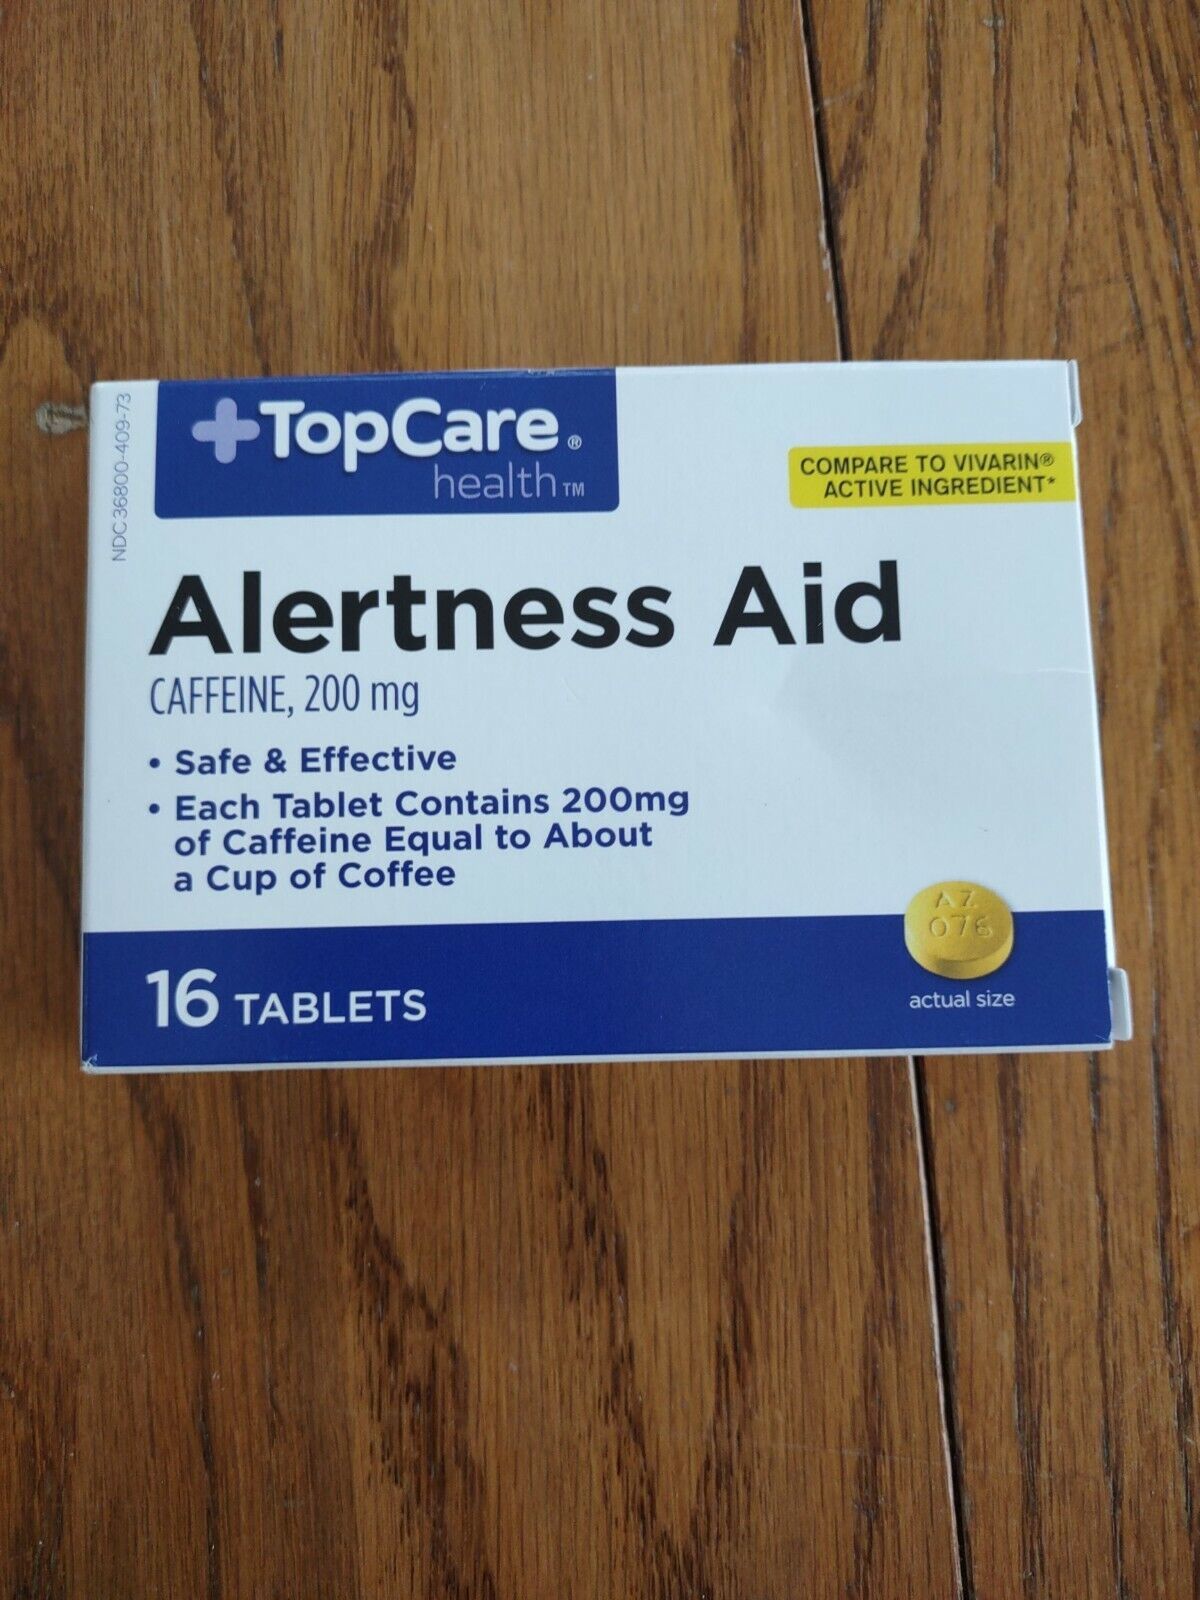 TopCare®
health™
NDC 36800-409-73
COMPARE TO VIVARIN®
ACTIVE INGREDIENT*
Alertness Aid
CAFFEINE, 200 mg
• Safe & Effective
• Each Tablet Contains 200mg
of Caffeine Equal to About
a Cup of Coffee
AZ
076
actual size
16 TABLETS